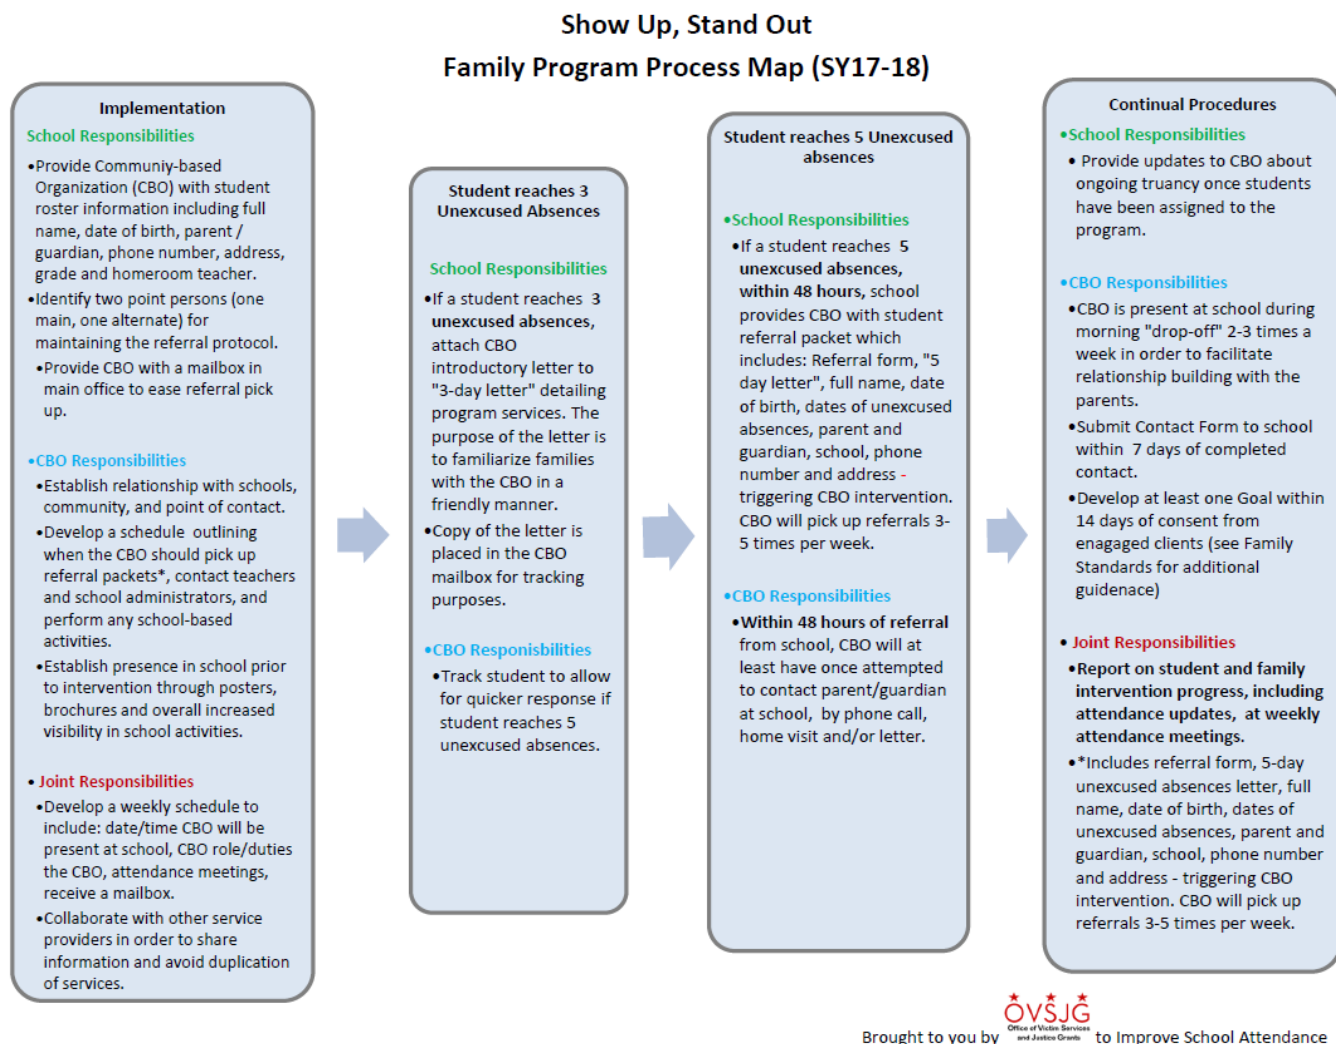 Show Up, Stand Out
Family Program Process Map (SY17-18)
Implementation
School Responsibilities
•Provide Communiy-based
Organization (CBO) with student
roster information including full
name, date of birth, parent /
guardian, phone number, address,
grade and homeroom teacher.
•Identify two point persons (one
main, one alternate) for
maintaining the referral protocol.
•Provide CBO with a mailbox in
main office to ease referral pick
up.
•CBO Responsibilities
•Establish relationship with schools,
community, and point of contact.
•Develop a schedule outlining
when the CBO should pick up
referral packets*, contact teachers
and school administrators, and
perform any school-based
activities.
•Establish presence in school prior
to intervention through posters,
brochures and overall increased
visibility in school activities.
• Joint Responsibilities
•Develop a weekly schedule to
include: date/time CBO will be
present at school, CBO role/duties
the CBO, attendance meetings,
receive a mailbox.
•Collaborate with other service
providers in order to share
information and avoid duplication
of services.
Student reaches 3
Unexcused Absences
School Responsibilities
•If a student reaches 3
unexcused absences,
attach CBO
introductory letter to
"3-day letter" detailing
program services. The
purpose of the letter is
to familiarize families
with the CBO in a
friendly manner.
•Copy of the letter is
placed in the CBO
mailbox for tracking
purposes.
•CBO Responisbilities
•Track student to allow
for quicker response if
student reaches 5
unexcused absences.
Student reaches 5 Unexcused
absences
•School Responsibilities
•If a student reaches 5
unexcused absences,
within 48 hours, school
provides CBO with student
referral packet which
includes: Referral form, "5
day letter", full name, date
of birth, dates of unexcused
absences, parent and
guardian, school, phone
number and address -
triggering CBO intervention.
CBO will pick up referrals 3-
5 times per week.
•CBO Responsibilities
•Within 48 hours of referral
from school, CBO will at
least have once attempted
to contact parent/guardian
at school, by phone call,
home visit and/or letter.
Continual Procedures
•School Responsibilities
• Provide updates to CBO about
ongoing truancy once students
have been assigned to the
program.
•CBO Responsibilities
•CBO is present at school during
morning "drop-off" 2-3 times a
week in order to facilitate
relationship building with the
parents.
•Submit Contact Form to school
within 7 days of completed
contact.
•Develop at least one Goal within
14 days of consent from
enagaged clients (see Family
Standards for additional
guidenace)
• Joint Responsibilities
•Report on student and family
intervention progress, including
attendance updates, at weekly
attendance meetings.
•*Includes referral form, 5-day
unexcused absences letter, full
name, date of birth, dates of
unexcused absences, parent and
guardian, school, phone number
and address - triggering CBO
intervention. CBO will pick up
referrals 3-5 times per week.
OVSJG
Office of Victim Services
and Justice Grants
Brought to you by to Improve School Attendance